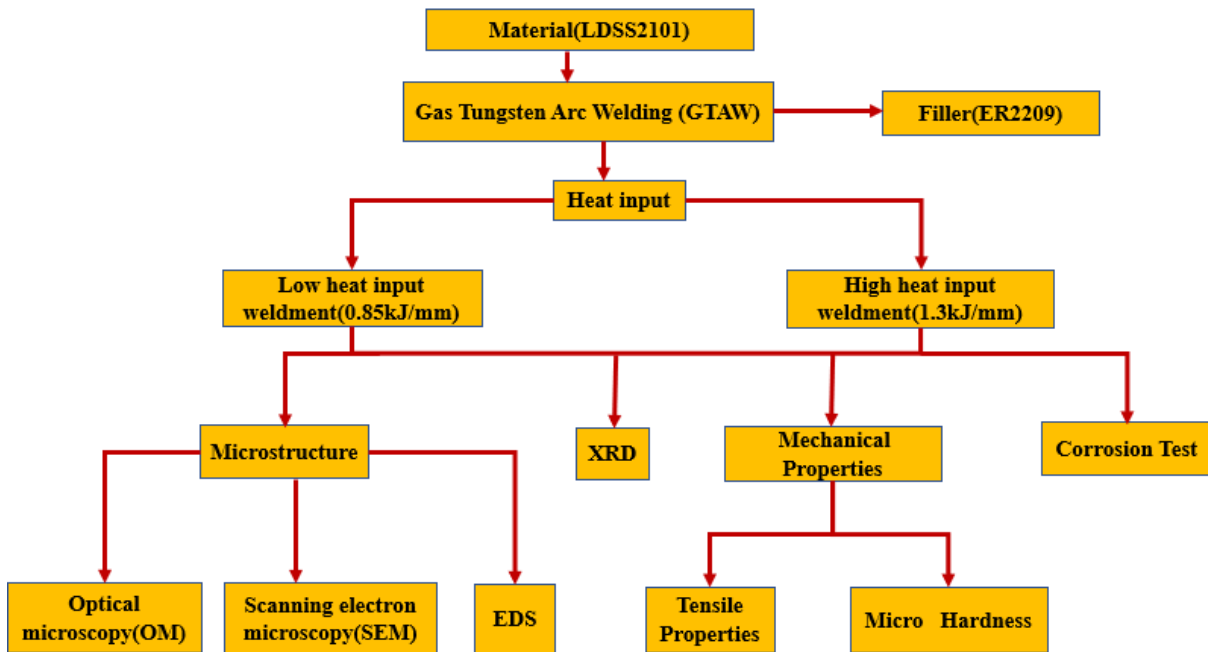 Material(LDSS2101)
Gas Tungsten Arc Welding (GTAW)
Filler(ER2209)
Heat input
Low heat input
weldment(0.85kJ/mm)
High heat input
weldment(1.3kJ/mm)
Microstructure
XRD
Mechanical
Properties
Corrosion Test
Optical
microscopy(OM)
Scanning electron
microscopy(SEM)
EDS
Tensile
Properties
Micro Hardness